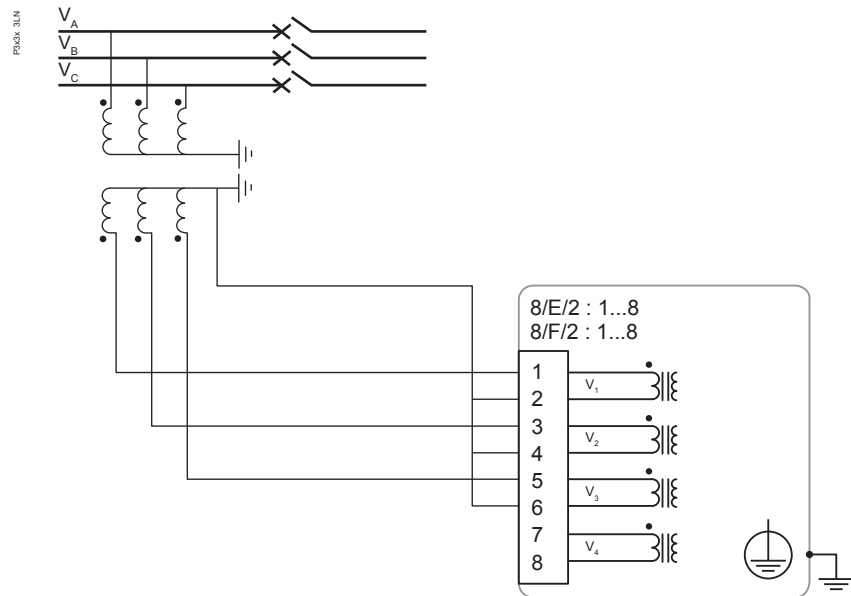 P3x3x 3LN
VA
VB
VC
8/E/2 : 1...8
8/F/2 : 1...8
1
2
3
4
5
6
7
8
V1
V2
V3
V4